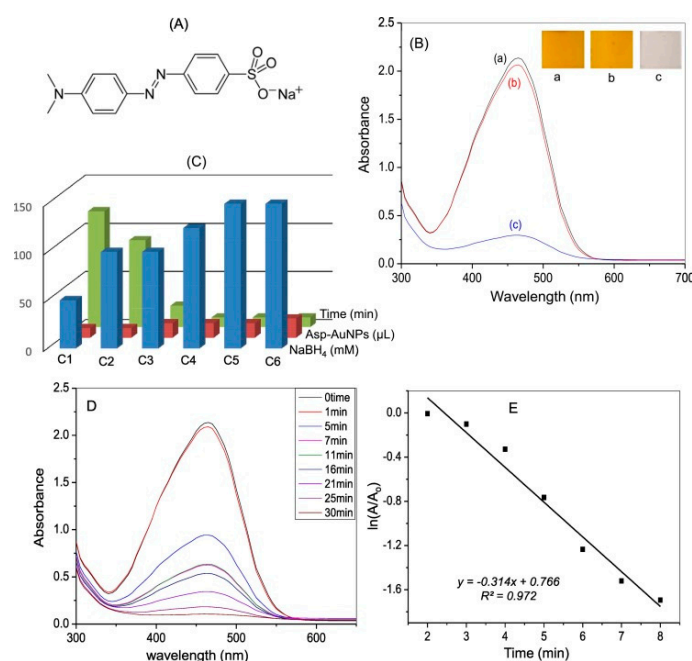 (A)
N
N
N
S
O
O
O−Na+
(B)
(a)
(b)
(c)
a
b
c
Absorbance
2.5
2.0
1.5
1.0
0.5
0.0
300
400
500
600
700
Wavelength (nm)
(C)
150
100
50
0
C1
C2
C3
C4
C5
C6
Time (min)
Asp-AuNPs (µL)
NaBH4 (mM)
D
Absorbance
2.5
2.0
1.5
1.0
0.5
0.0
300
400
500
600
wavelength (nm)
0time
1min
5min
7min
11min
16min
21min
25min
30min
E
ln(A/Ao)
0.0
-0.4
-0.8
-1.2
-1.6
2
3
4
5
6
7
8
Time (min)
y = -0.314x + 0.766
R² = 0.972